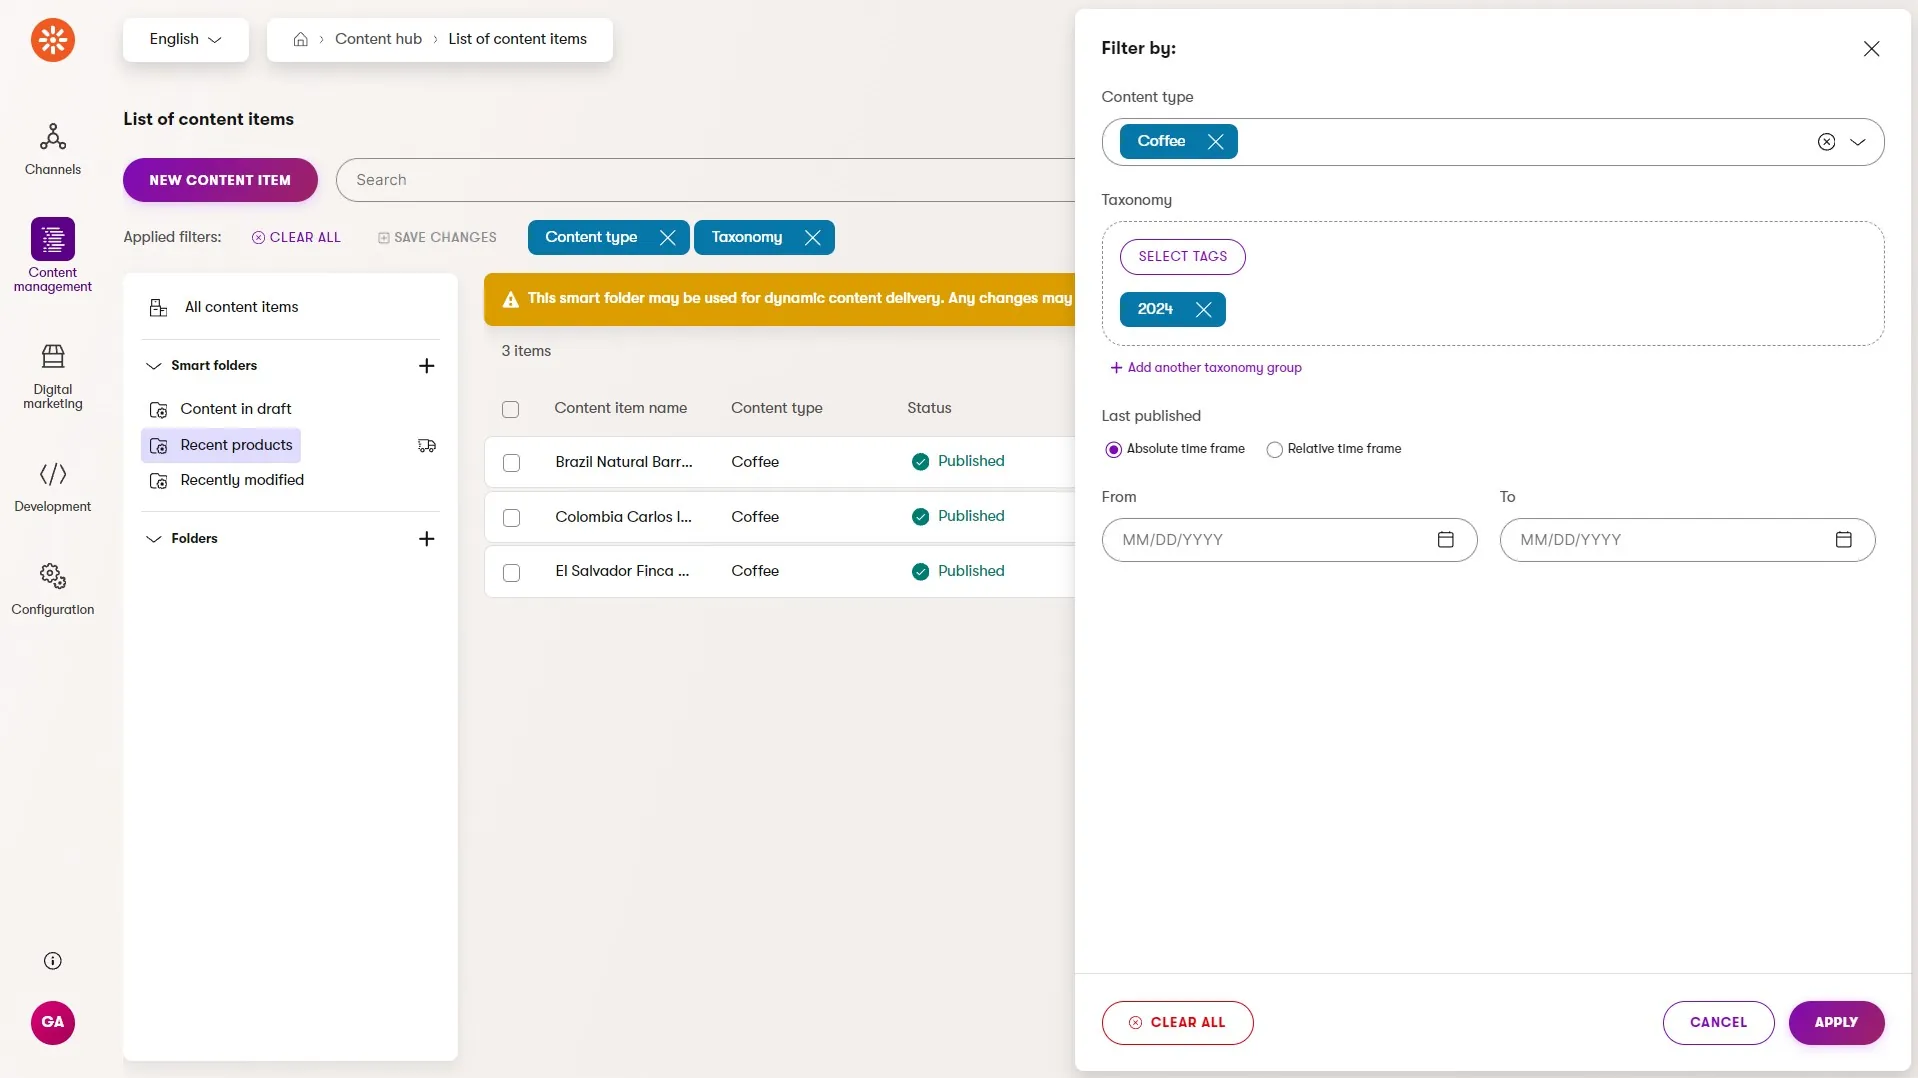 English
Content hub
List of content items
Filter by:
Content type
Coffee
Channels
List of content items
NEW CONTENT ITEM
Search
Taxonomy
Applied filters:
CLEAR ALL
SAVE CHANGES
Content type
Taxonomy
SELECT TAGS
2024
Content
management
All content items
This smart folder may be used for dynamic content delivery. Any changes may
3 items
Smart folders
Add another taxonomy group
Digital
marketing
Content in draft
Content item name
Content type
Status
Last published
Recent products
Absolute time frame
Relative time frame
Brazil Natural Barr...
Coffee
Published
Recently modified
From
To
Development
Colombia Carlos I...
Coffee
Published
Folders
MM/DD/YYYY
MM/DD/YYYY
El Salvador Finca ...
Coffee
Published
Configuration
GA
CLEAR ALL
CANCEL
APPLY